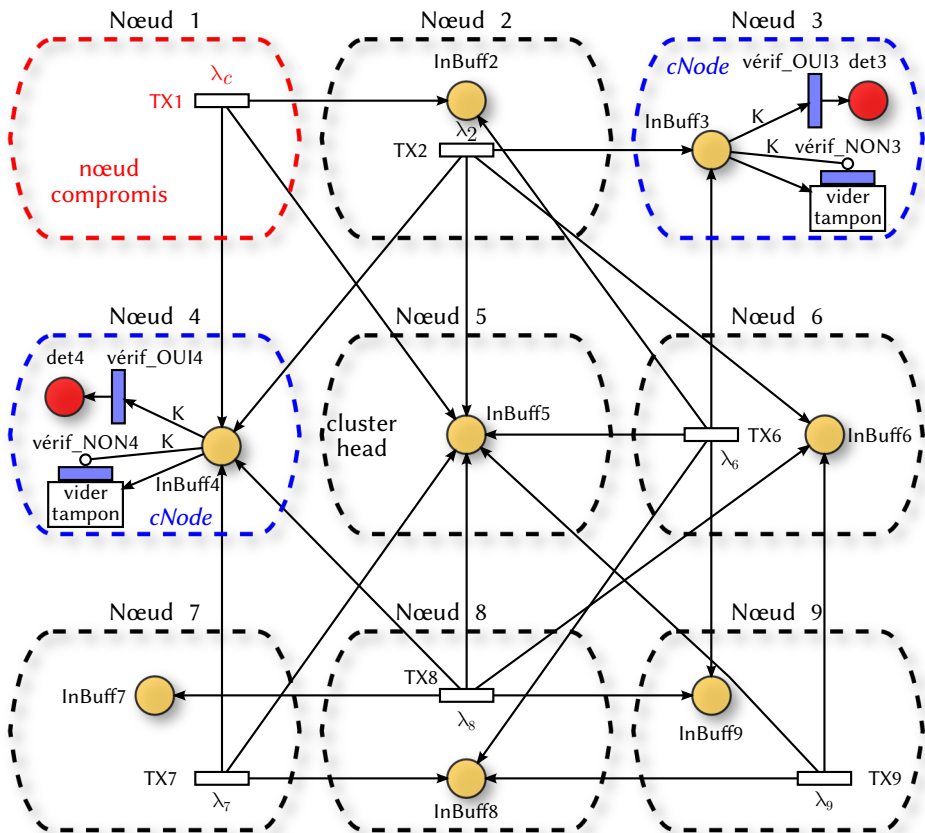 Nœud 1
Nœud 2
Nœud 3
λc
TX1
nœud
compromis
InBuff2
λ2
TX2
cNode
vérif_OUI3
det3
InBuff3
K
K
vérif_NON3
vider
tampon
Nœud 4
Nœud 5
Nœud 6
det4
vérif_OUI4
K
vérif_NON4
K
InBuff4
vider
tampon
cNode
InBuff5
cluster
head
TX6
λ6
InBuff6
Nœud 7
Nœud 8
Nœud 9
InBuff7
TX8
λ8
InBuff9
TX7
λ7
InBuff8
TX9
λ9